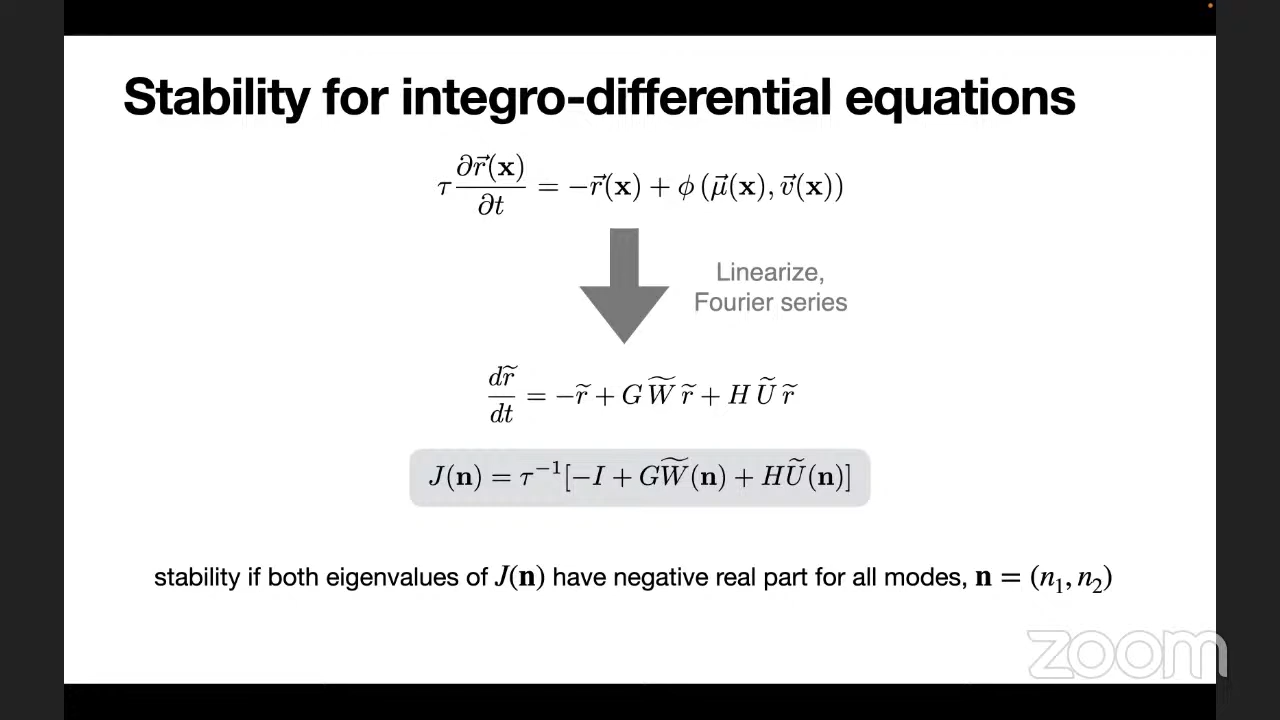 Stability for integro-differential equations
τ ∂r⃗(𝐱)/∂t = −r⃗(𝐱) + ϕ (μ⃗(𝐱), v⃗(𝐱))
Linearize,
Fourier series
dr̃/dt = −r̃ + G W̃ r̃ + H Ũ r̃
J(𝐧) = τ⁻¹[−I + GW̃(𝐧) + HŨ(𝐧)]
stability if both eigenvalues of J(𝐧) have negative real part for all modes, 𝐧 = (n₁, n₂)
zoom